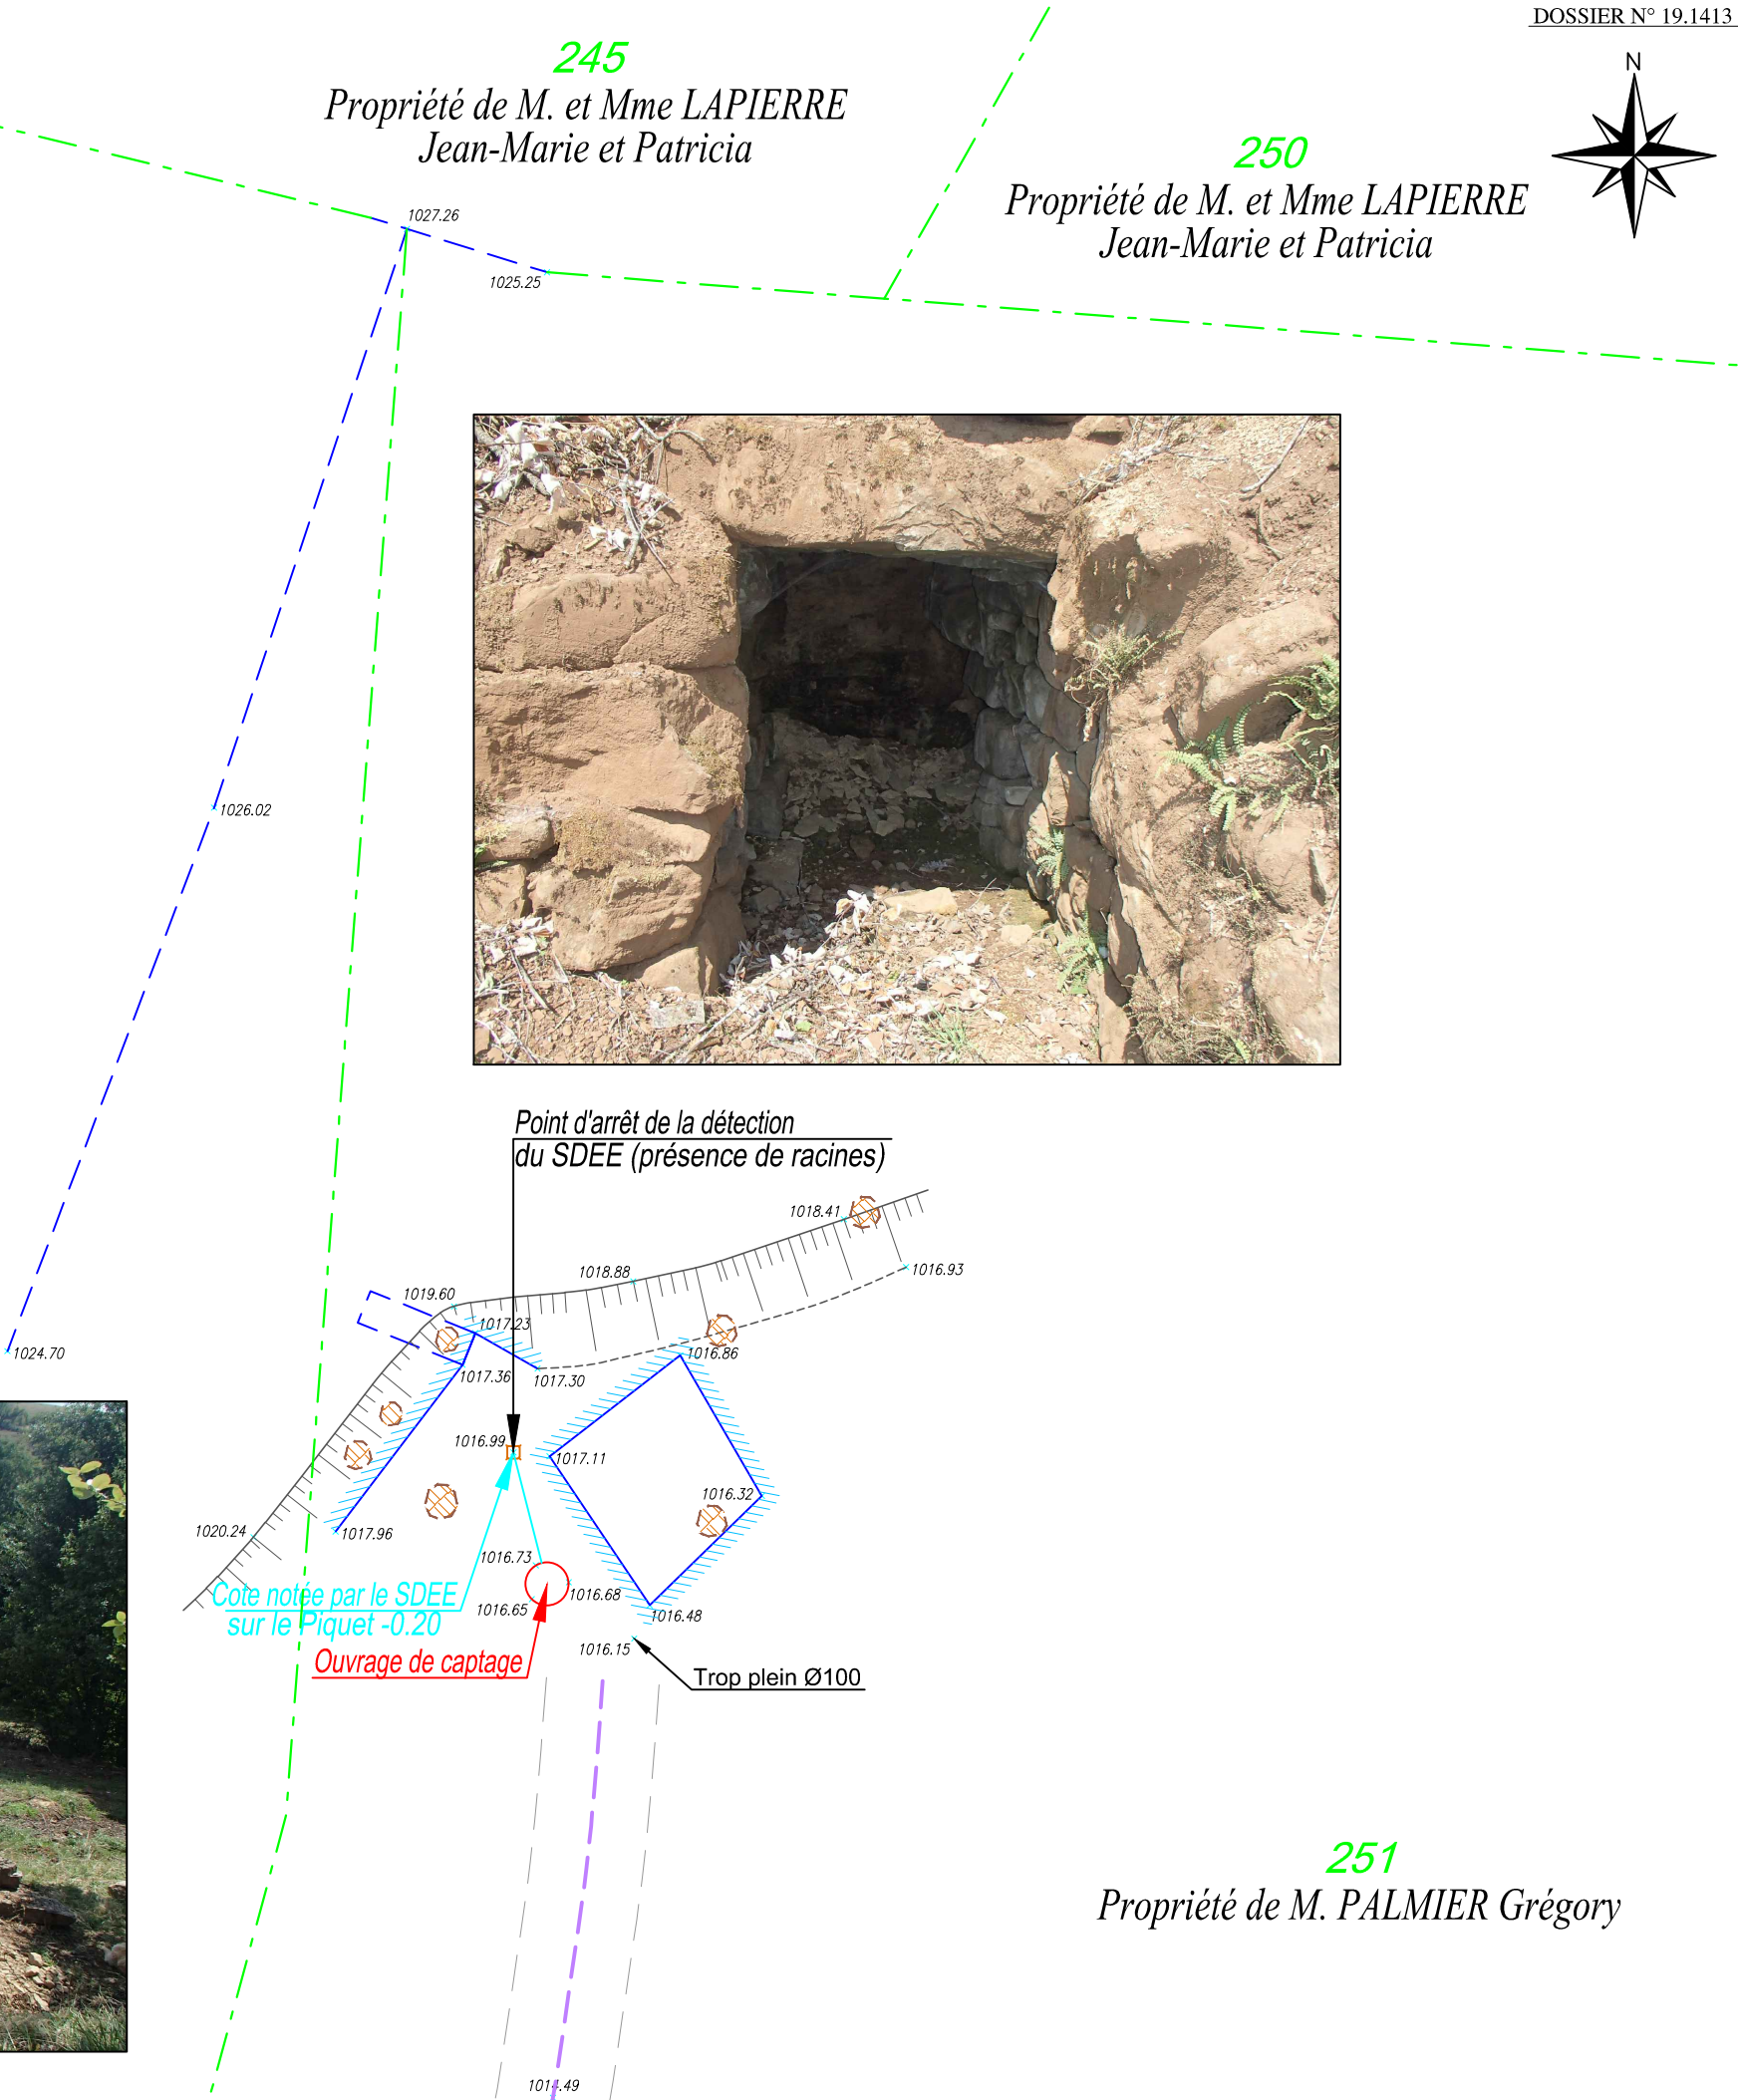 DOSSIER N° 19.1413
N
245
Propriété de M. et Mme LAPIERRE
Jean-Marie et Patricia
250
Propriété de M. et Mme LAPIERRE
Jean-Marie et Patricia
1027.26
1025.25
1026.02
1024.70
Point d'arrêt de la détection
du SDEE (présence de racines)
1018.41
1018.88
1016.93
1019.60
1017.23
1016.86
1017.36
1017.30
1016.99
1017.11
1016.32
1020.24
1017.96
1016.73
1016.68
Cote notée par le SDEE
sur le Piquet -0.20
1016.65
1016.48
1016.15
Ouvrage de captage
Trop plein Ø100
251
Propriété de M. PALMIER Grégory